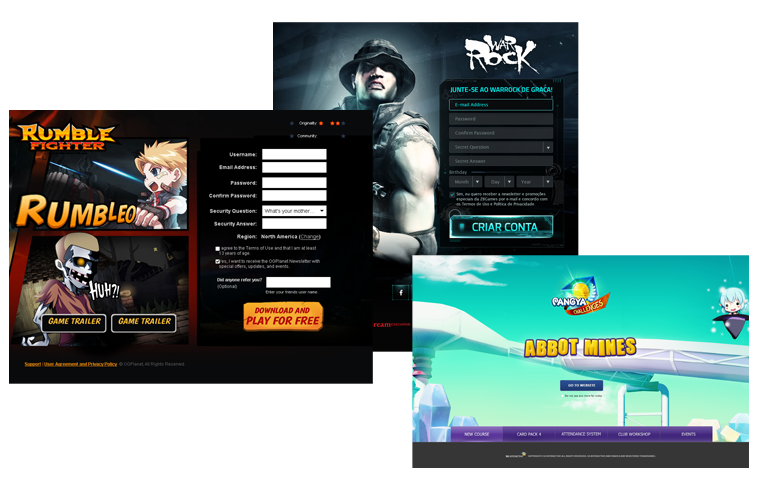 RUMBLE
FIGHTER
RUMBLEO
HUH?!
GAME TRAILER
GAME TRAILER
Originality
Community
Username:
Email Address:
Password:
Confirm Password:
Security Question: What's your mother...
Security Answer:
Region: North America (Change)
I agree to the Terms of Use and that I am at least
13 years of age.
Yes, I want to receive the OGPlanet Newsletter with
special offers, updates, and events
Did anyone refer you?
(Optional)
Enter your friends user name.
DOWNLOAD AND
PLAY FOR FREE
Support | User Agreement and Privacy Policy © OGPlanet, All Rights Reserved.
WAR
ROCK
JUNTE-SE AO WARROCK DE GRAÇA!
E-mail Address
Password
Confirm Password
Secret Question
Secret Answer
Birthday
Month Day Year
Sim, eu quero receber a newsletter e promoções
especiais da Z8Games por e-mail e concordo com
os Termos de Uso e Política de Privacidade
CRIAR CONTA
f
PANGYA
CHALLENGES
ABBOT MINES
GO TO WEBSITE
NEW COURSE
CARD PACK 4
ATTENDANCE SYSTEM
CLUB WORKSHOP
EVENTS